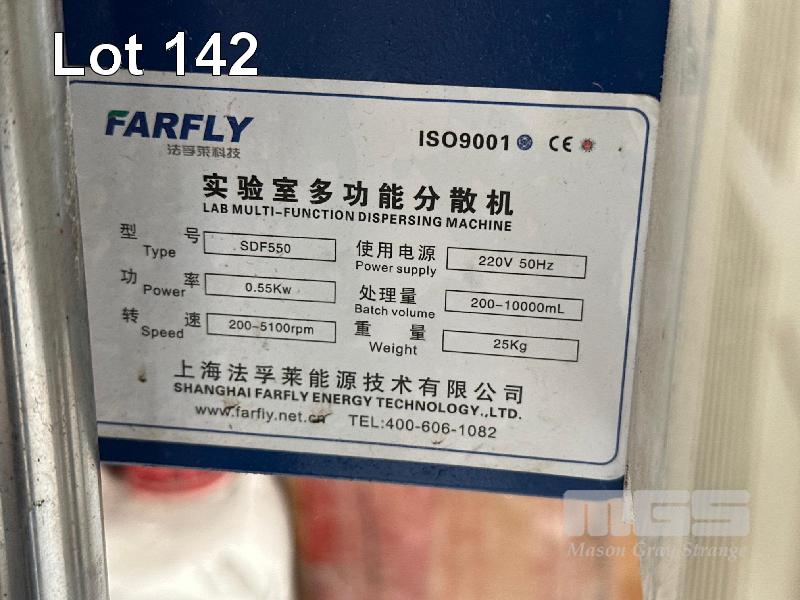 Lot 142
FARFLY
法孚莱科技
ISO9001 CE
实验室多功能分散机
LAB MULTI-FUNCTION DISPERSING MACHINE
型号 Type SDF550
使用电源 Power supply 220V 50Hz
功率 Power 0.55Kw
处理量 Batch volume 200-10000mL
转速 Speed 200-5100rpm
重量 Weight 25Kg
上海法孚莱能源技术有限公司
SHANGHAI FARFLY ENERGY TECHNOLOGY.,LTD.
www.farfly.net.cn TEL:400-606-1082
MGS
Mason Gray Strange